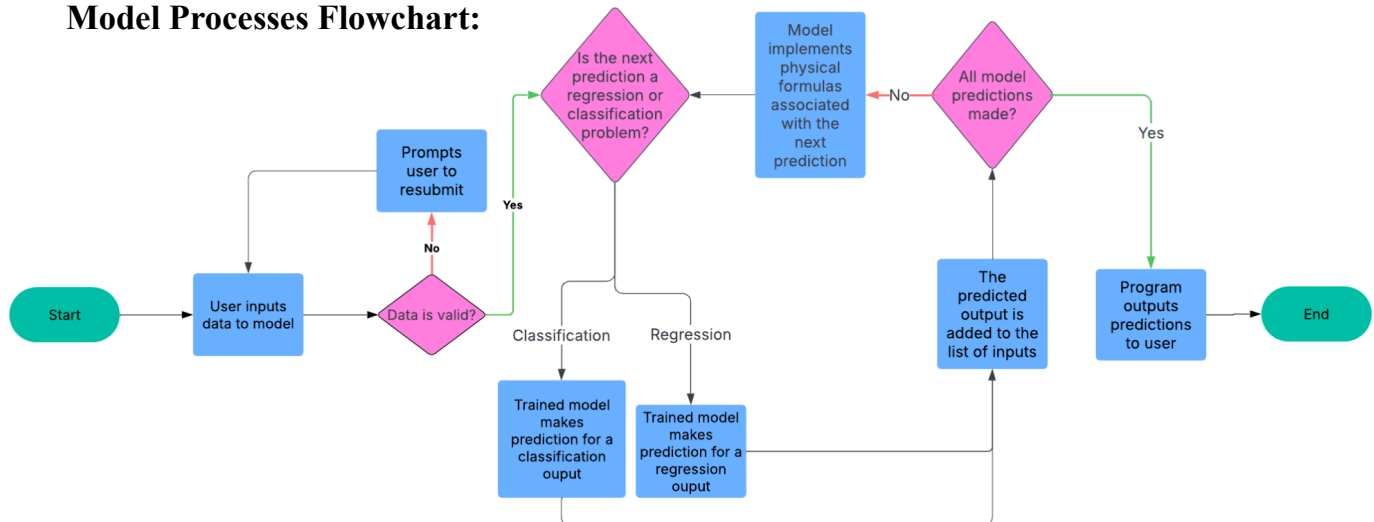 Model Processes Flowchart:
Start
User inputs
data to model
Prompts
user to
resubmit
No
Data is valid?
Yes
Is the next
prediction a
regression or
classification
problem?
Classification
Regression
Trained model
makes
prediction for a
classification
ouput
Trained model
makes
prediction for a
regression
ouput
The
predicted
output is
added to the
list of inputs
All model
predictions
made?
No
Model
implements
physical
formulas
associated
with the
next
prediction
Yes
Program
outputs
predictions
to user
End